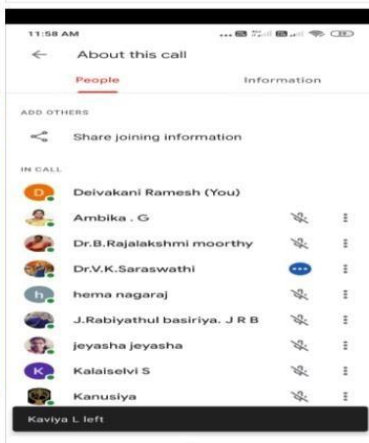 11:58 AM
← About this call
People Information
ADD OTHERS
Share joining information
IN CALL
D Deivakani Ramesh (You)
Ambika . G
Dr.B.Rajalakshmi moorthy
Dr.V.K.Saraswathi
h hema nagaraj
J.Rabiyathul basiriya. J R B
jeyasha jeyasha
K Kalaiselvi S
Kanusiya
Kaviya L left